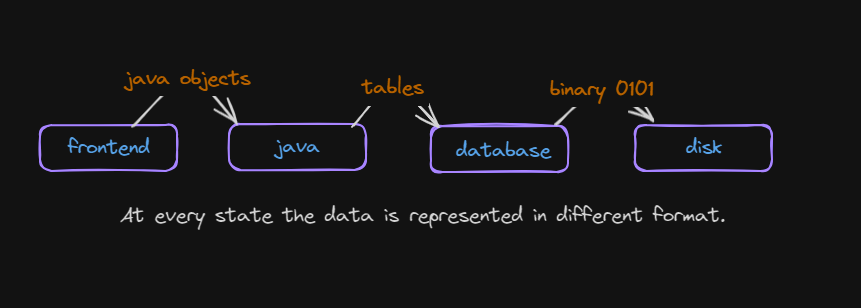 java objects
tables
binary 0101
frontend
java
database
disk
At every state the data is represented in different format.